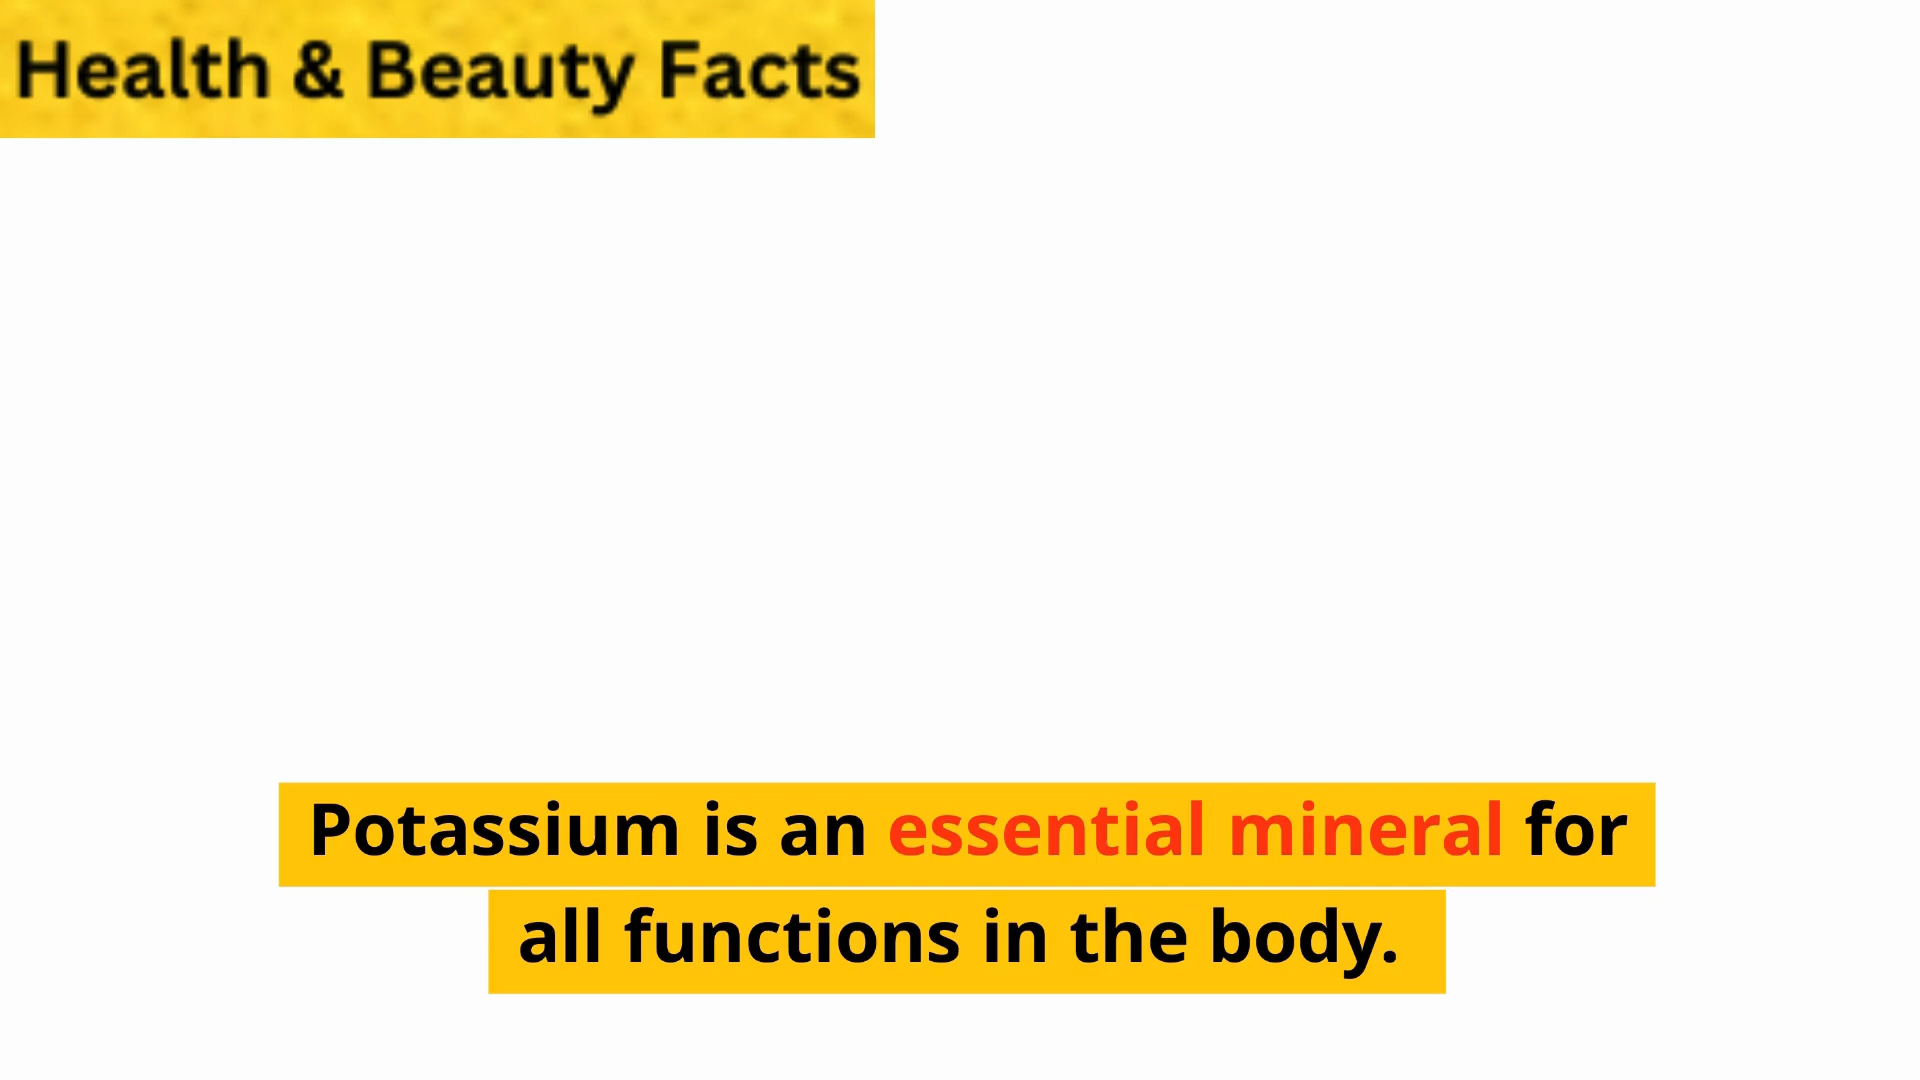 Health & Beauty Facts
Potassium is an essential mineral for
all functions in the body.